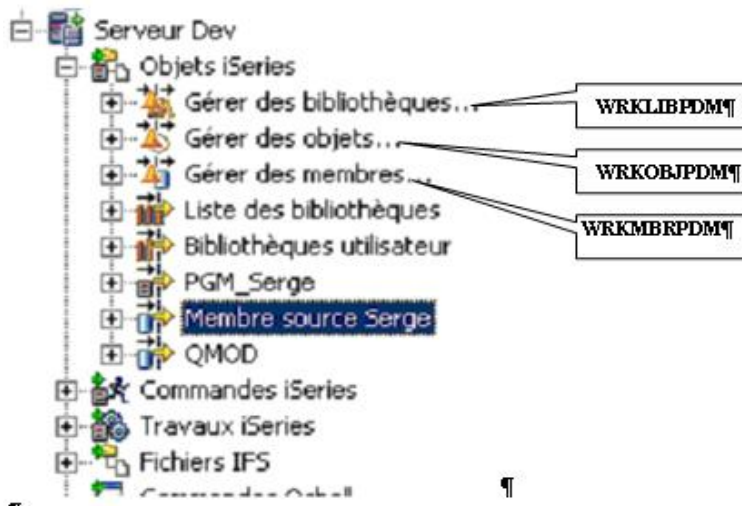 Serveur Dev
Objets iSeries
Gérer des bibliothèques... WRKLIBPDM¶
Gérer des objets... WRKOBJPDM¶
Gérer des membres... WRKMBRPDM¶
Liste des bibliothèques
Bibliothèques utilisateur
PGM_Serge
Membre source Serge
QMOD
Commandes iSeries
Travaux iSeries
Fichiers IFS
¶